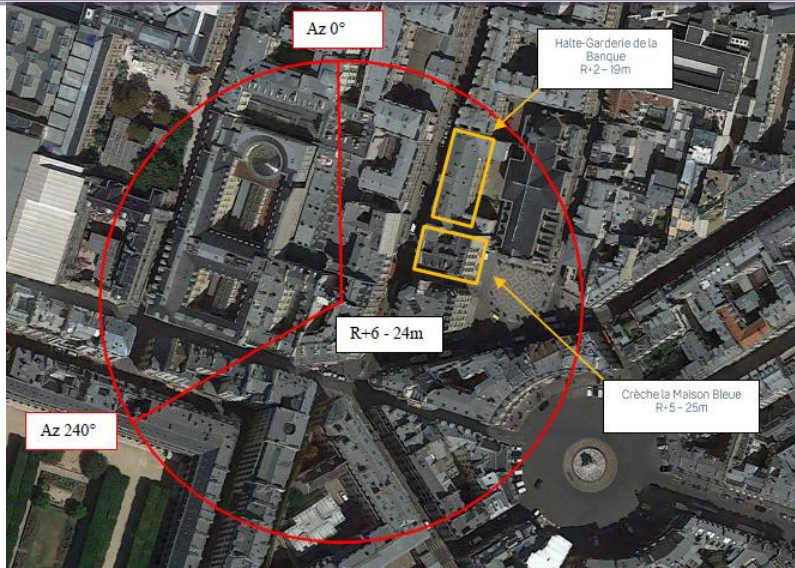 Az 0°
Halte-Garderie de la
Banque
R+2 – 19m
R+6 - 24m
Az 240°
Crèche la Maison Bleue
R+5 – 25m